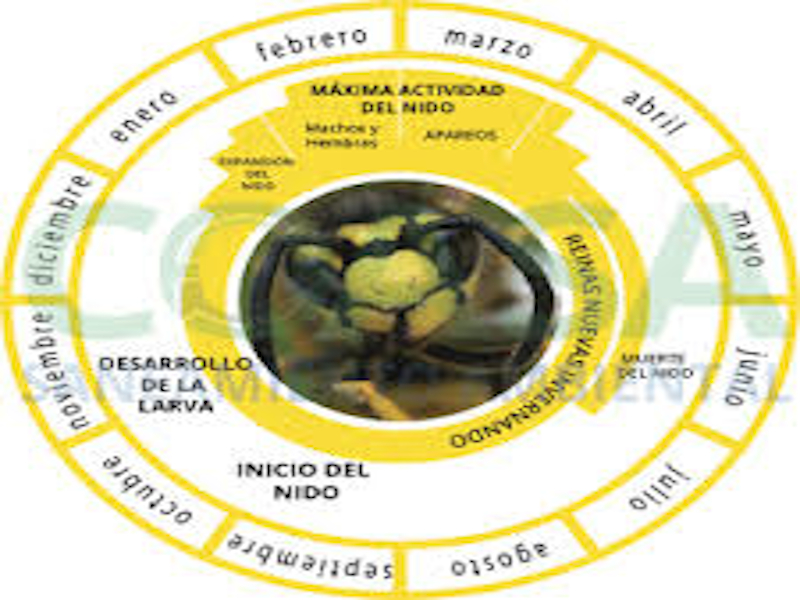 enero
febrero
marzo
abril
mayo
junio
julio
agosto
septiembre
octubre
noviembre
diciembre
MÁXIMA ACTIVIDAD
DEL NIDO
Machos y
Hembras
APAREOS
EXPANSIÓN
DEL
NIDO
REINAS NUEVAS INVERNANDO
MUERTE
DEL NIDO
DESARROLLO
DE LA
LARVA
INICIO DEL
NIDO